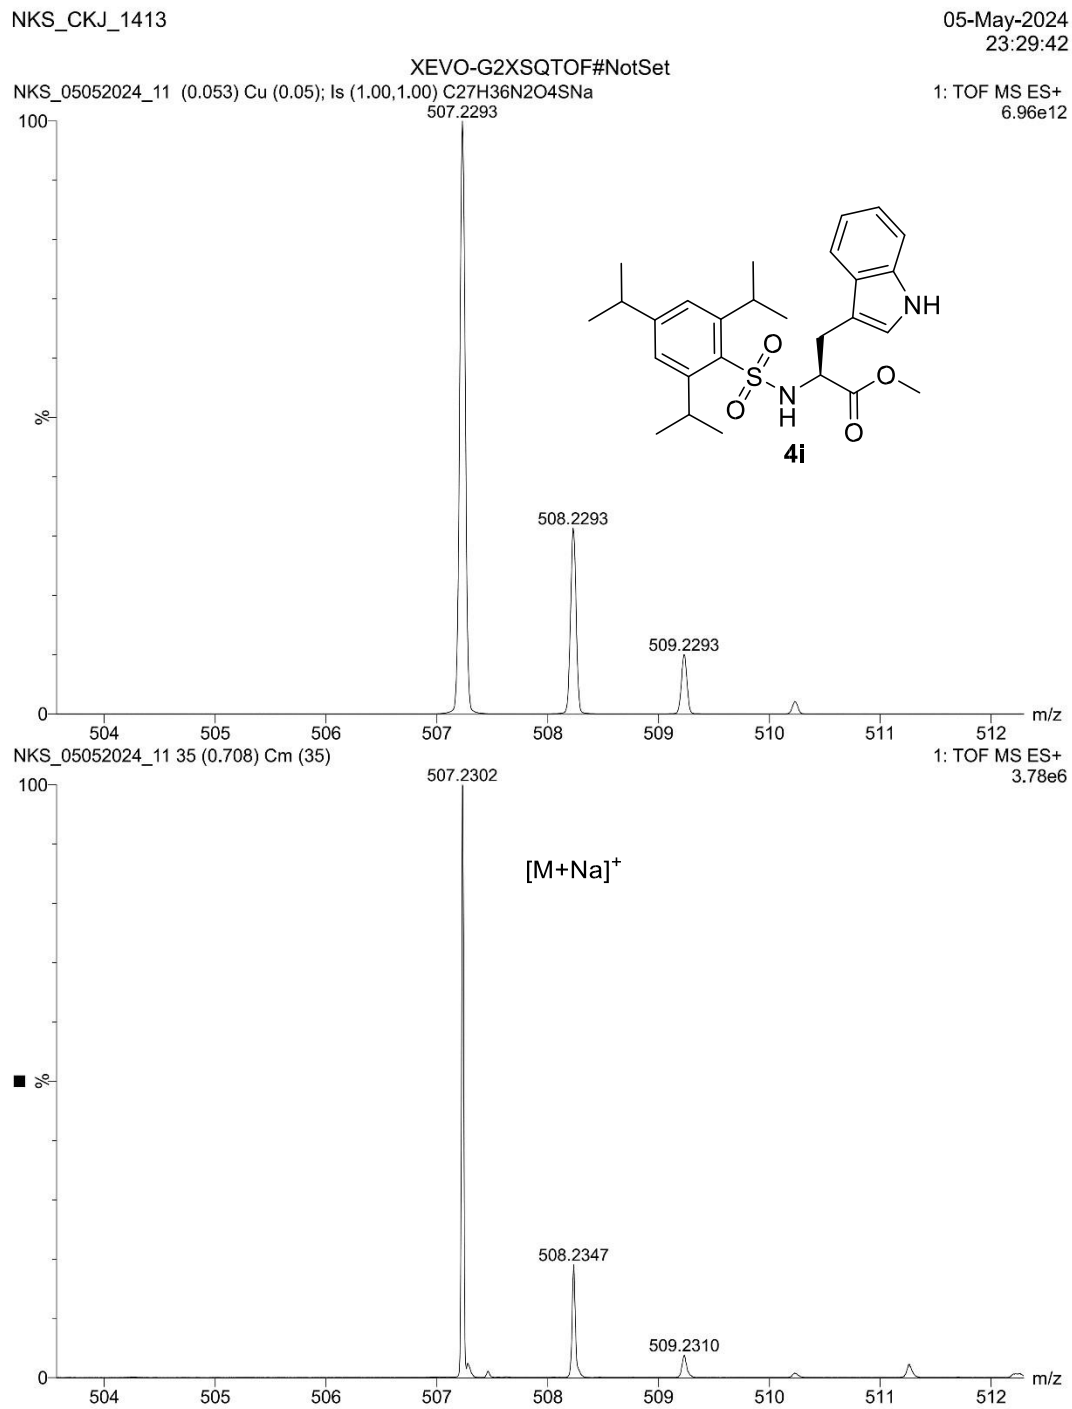 NKS_CKJ_1413
05-May-2024
23:29:42
XEVO-G2XSQTOF#NotSet
NKS_05052024_11 (0.053) Cu (0.05); Is (1.00,1.00) C27H36N2O4SNa
1: TOF MS ES+
6.96e12
100
507.2293
%
NH
O
S
O
N
H
O
O
4i
508.2293
509.2293
0
504 505 506 507 508 509 510 511 512
m/z
NKS_05052024_11 35 (0.708) Cm (35)
1: TOF MS ES+
3.78e6
100
507.2302
[M+Na]+
%
508.2347
509.2310
0
504 505 506 507 508 509 510 511 512
m/z